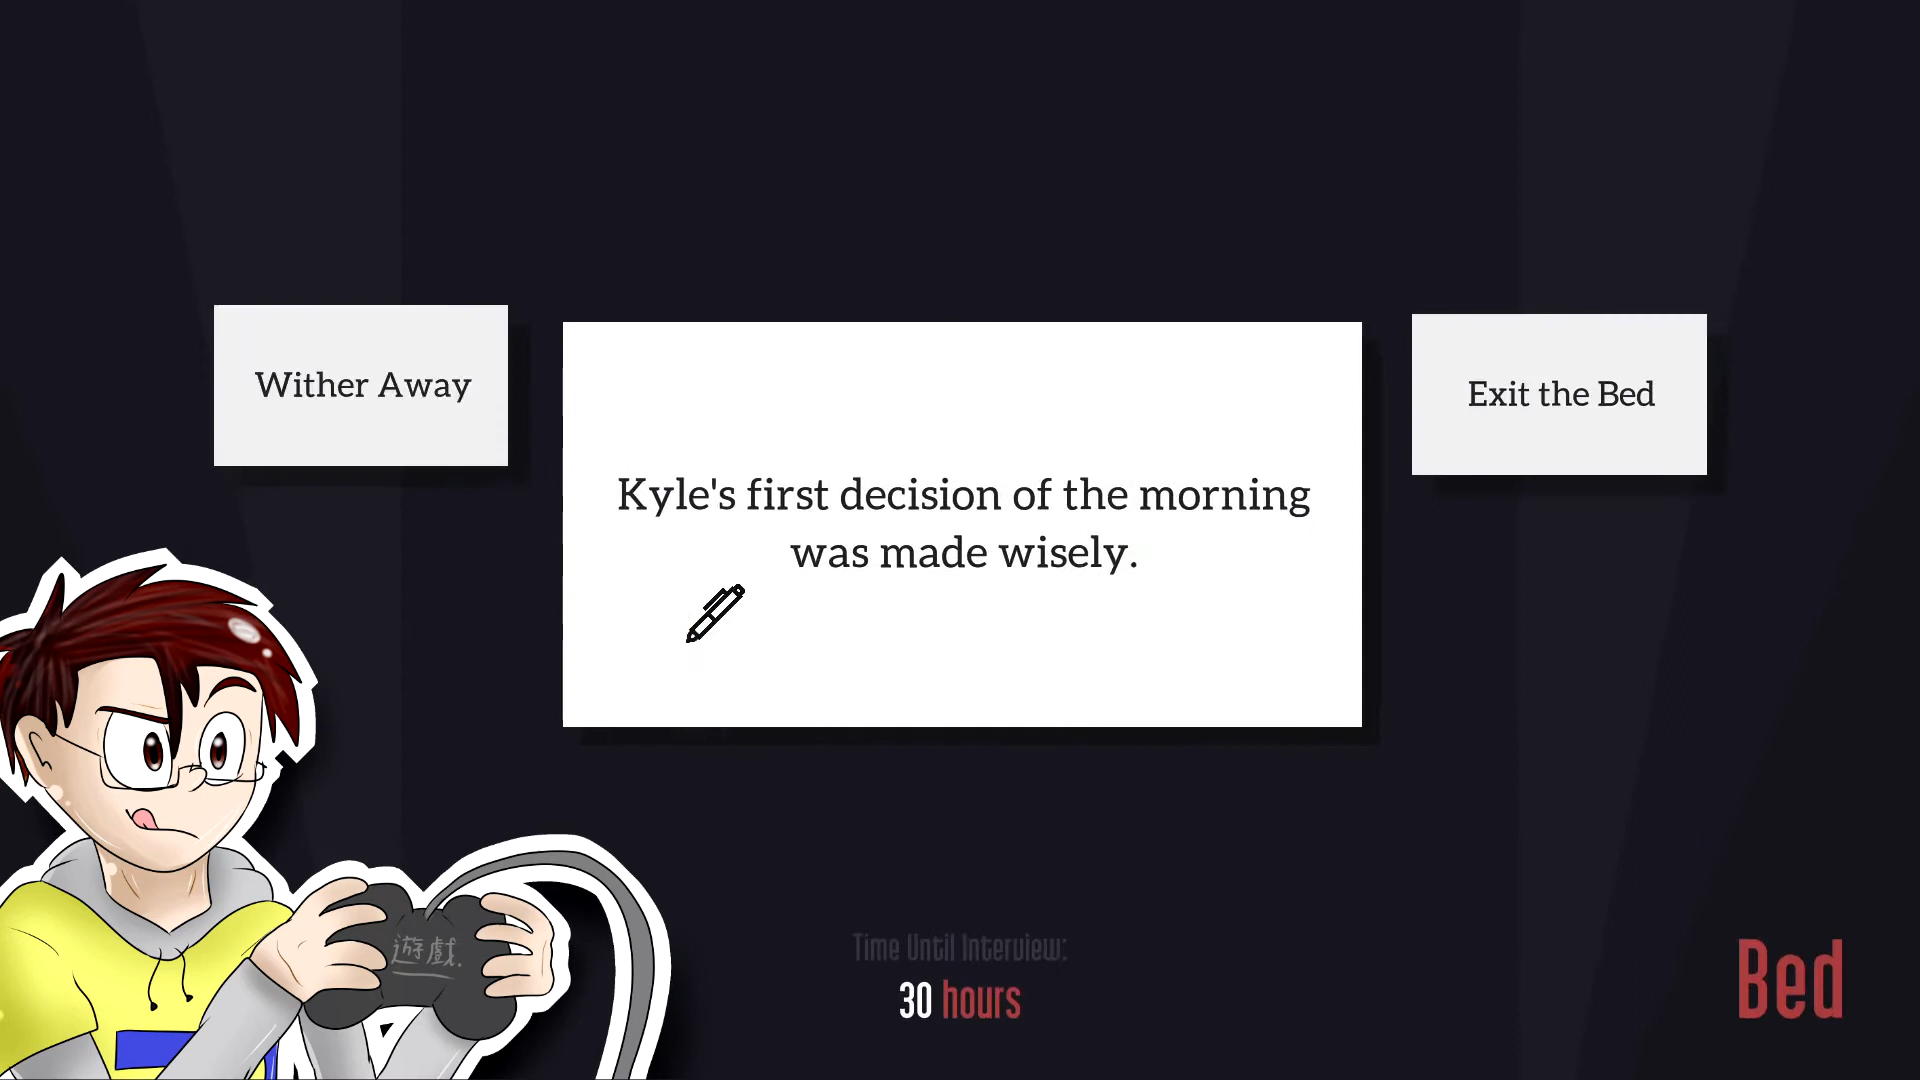 Wither Away
Exit the Bed
Kyle's first decision of the morning
was made wisely.
遊戲.
Time Until Interview:
30 hours
Bed